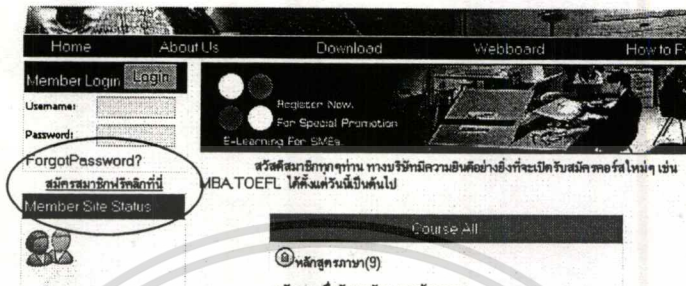 Home About Us Download Webboard How to P
Member Login Login
Username:
Password:
ForgotPassword?
สมัครสมาชิกฟรีคลิกที่นี่
Member Site Status
Register Now.
For Special Promotion
E-Learning For SMEs.
สวัสดีสมาชิกทุกๆท่าน ทางบริษัทมีความยินดีอย่างยิ่งที่จะเปิดรับสมัครคอร์สใหม่ๆ เช่น
MBA,TOEFL ได้ตั้งแต่วันนี้เป็นต้นไป
Course All
หลักสูตรภาษา(9)